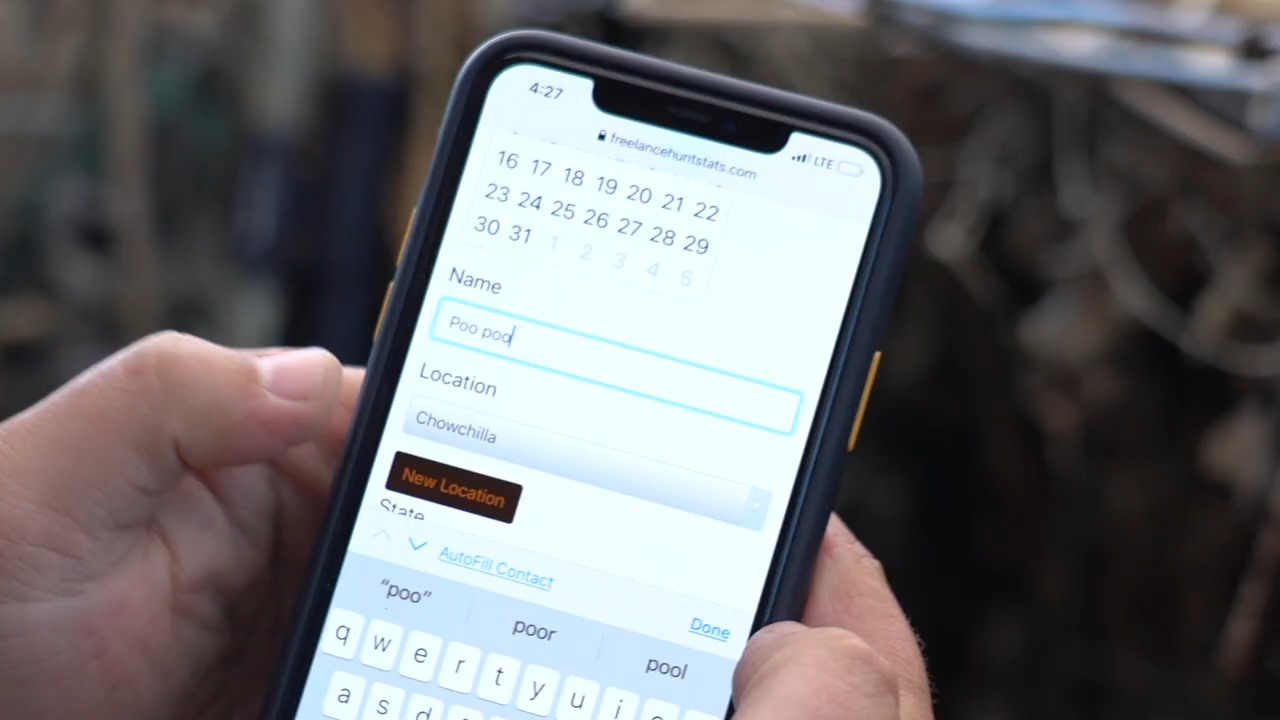 4:27
freelancehuntstats.com
LTE
16 17 18 19 20 21 22
23 24 25 26 27 28 29
30 31 1 2 3 4 5
Name
Poo poo
Location
Chowchilla
New Location
State
AutoFill Contact
Done
“poo” poor pool
q w e r t y u i
a s d